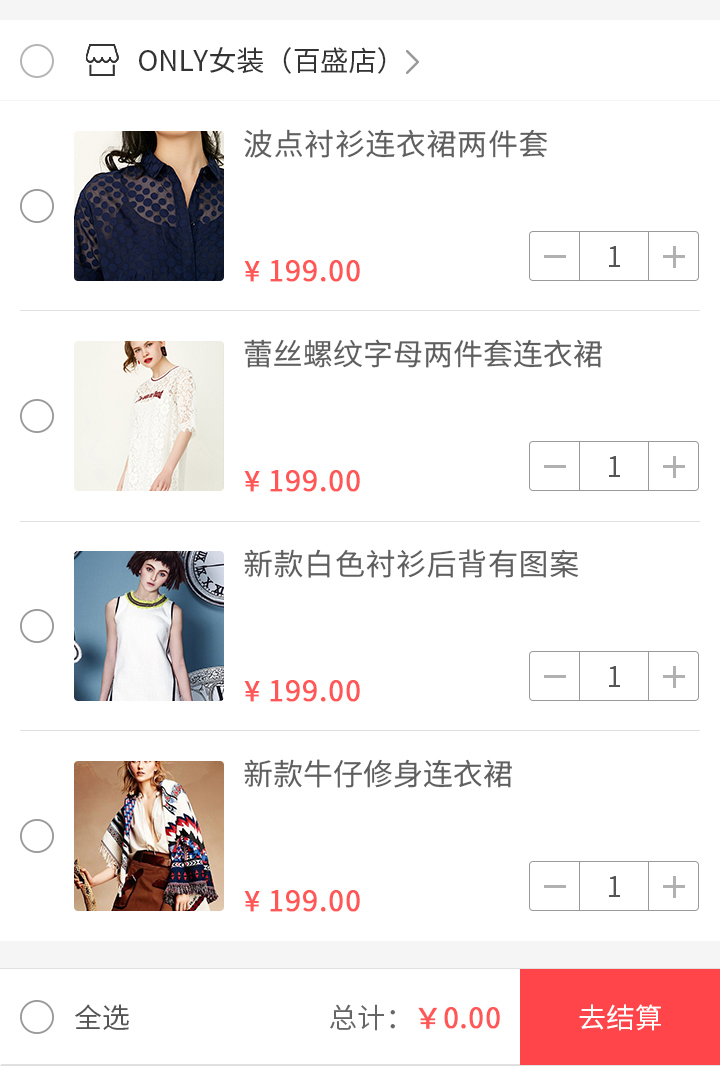 ONLY女装（百盛店）
波点衬衫连衣裙两件套
¥ 199.00
1
蕾丝螺纹字母两件套连衣裙
¥ 199.00
1
新款白色衬衫后背有图案
¥ 199.00
1
新款牛仔修身连衣裙
¥ 199.00
1
全选 总计：¥0.00 去结算